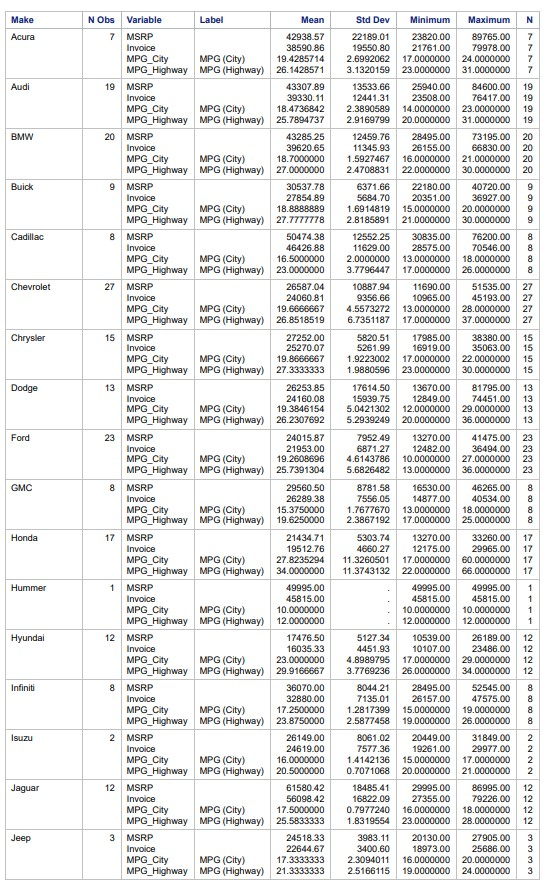 Make N Obs Variable Label Mean Std Dev Minimum Maximum N
Acura 7 MSRP 42938.57 22189.01 23820.00 89765.00 7
Invoice 38590.86 19550.80 21761.00 79978.00 7
MPG_City MPG (City) 19.4285714 2.6992062 17.0000000 24.0000000 7
MPG_Highway MPG (Highway) 26.1428571 3.1320159 23.0000000 31.0000000 7
Audi 19 MSRP 43307.89 13533.66 25940.00 84600.00 19
Invoice 39330.11 12441.31 23508.00 76417.00 19
MPG_City MPG (City) 18.4736842 2.3890589 14.0000000 23.0000000 19
MPG_Highway MPG (Highway) 25.7894737 2.9169799 20.0000000 31.0000000 19
BMW 20 MSRP 43285.25 12459.76 28495.00 73195.00 20
Invoice 39620.65 11345.93 26155.00 66830.00 20
MPG_City MPG (City) 18.7000000 1.5927467 16.0000000 21.0000000 20
MPG_Highway MPG (Highway) 27.0000000 2.4708831 22.0000000 30.0000000 20
Buick 9 MSRP 30537.78 6371.66 22180.00 40720.00 9
Invoice 27854.89 5684.70 20351.00 36927.00 9
MPG_City MPG (City) 18.8888889 1.6914819 15.0000000 20.0000000 9
MPG_Highway MPG (Highway) 27.7777778 2.8185891 21.0000000 30.0000000 9
Cadillac 8 MSRP 50474.38 12552.25 30835.00 76200.00 8
Invoice 46426.88 11629.00 28575.00 70546.00 8
MPG_City MPG (City) 16.5000000 2.0000000 13.0000000 18.0000000 8
MPG_Highway MPG (Highway) 23.0000000 3.7796447 17.0000000 26.0000000 8
Chevrolet 27 MSRP 26587.04 10887.94 11690.00 51535.00 27
Invoice 24060.81 9356.66 10965.00 45193.00 27
MPG_City MPG (City) 19.6666667 4.5573272 13.0000000 28.0000000 27
MPG_Highway MPG (Highway) 26.8518519 6.7351187 17.0000000 37.0000000 27
Chrysler 15 MSRP 27252.00 5820.51 17985.00 38380.00 15
Invoice 25270.07 5261.99 16919.00 35063.00 15
MPG_City MPG (City) 19.8666667 1.9223002 17.0000000 22.0000000 15
MPG_Highway MPG (Highway) 27.3333333 1.9880596 23.0000000 30.0000000 15
Dodge 13 MSRP 26253.85 17614.50 13670.00 81795.00 13
Invoice 24160.08 15939.75 12849.00 74451.00 13
MPG_City MPG (City) 19.3846154 5.0421302 12.0000000 29.0000000 13
MPG_Highway MPG (Highway) 26.2307692 5.2939249 20.0000000 36.0000000 13
Ford 23 MSRP 24015.87 7952.49 13270.00 41475.00 23
Invoice 21953.00 6871.27 12482.00 36494.00 23
MPG_City MPG (City) 19.2608696 4.6143786 10.0000000 27.0000000 23
MPG_Highway MPG (Highway) 25.7391304 5.6826482 13.0000000 36.0000000 23
GMC 8 MSRP 29560.50 8781.58 16530.00 46265.00 8
Invoice 26289.38 7556.05 14877.00 40534.00 8
MPG_City MPG (City) 15.3750000 1.7677670 13.0000000 18.0000000 8
MPG_Highway MPG (Highway) 19.6250000 2.3867192 17.0000000 25.0000000 8
Honda 17 MSRP 21434.71 5303.74 13270.00 33260.00 17
Invoice 19512.76 4660.27 12175.00 29965.00 17
MPG_City MPG (City) 27.8235294 11.3260501 17.0000000 60.0000000 17
MPG_Highway MPG (Highway) 34.0000000 11.3743132 22.0000000 66.0000000 17
Hummer 1 MSRP 49995.00 . 49995.00 49995.00 1
Invoice 45815.00 . 45815.00 45815.00 1
MPG_City MPG (City) 10.0000000 . 10.0000000 10.0000000 1
MPG_Highway MPG (Highway) 12.0000000 . 12.0000000 12.0000000 1
Hyundai 12 MSRP 17476.50 5127.34 10539.00 26189.00 12
Invoice 16035.33 4451.93 10107.00 23486.00 12
MPG_City MPG (City) 23.0000000 4.8989795 17.0000000 29.0000000 12
MPG_Highway MPG (Highway) 29.9166667 3.7769236 26.0000000 34.0000000 12
Infiniti 8 MSRP 36070.00 8044.21 28495.00 52545.00 8
Invoice 32880.00 7135.01 26157.00 47575.00 8
MPG_City MPG (City) 17.2500000 1.2817399 15.0000000 19.0000000 8
MPG_Highway MPG (Highway) 23.8750000 2.5877458 19.0000000 26.0000000 8
Isuzu 2 MSRP 26149.00 8061.02 20449.00 31849.00 2
Invoice 24619.00 7577.36 19261.00 29977.00 2
MPG_City MPG (City) 16.0000000 1.4142136 15.0000000 17.0000000 2
MPG_Highway MPG (Highway) 20.5000000 0.7071068 20.0000000 21.0000000 2
Jaguar 12 MSRP 61580.42 18485.41 29995.00 86995.00 12
Invoice 56098.42 16822.09 27355.00 79226.00 12
MPG_City MPG (City) 17.5000000 0.7977240 16.0000000 18.0000000 12
MPG_Highway MPG (Highway) 25.5833333 1.8319554 23.0000000 28.0000000 12
Jeep 3 MSRP 24518.33 3983.11 20130.00 27905.00 3
Invoice 22644.67 3400.60 18973.00 25686.00 3
MPG_City MPG (City) 17.3333333 2.3094011 16.0000000 20.0000000 3
MPG_Highway MPG (Highway) 21.3333333 2.5166115 19.0000000 24.0000000 3